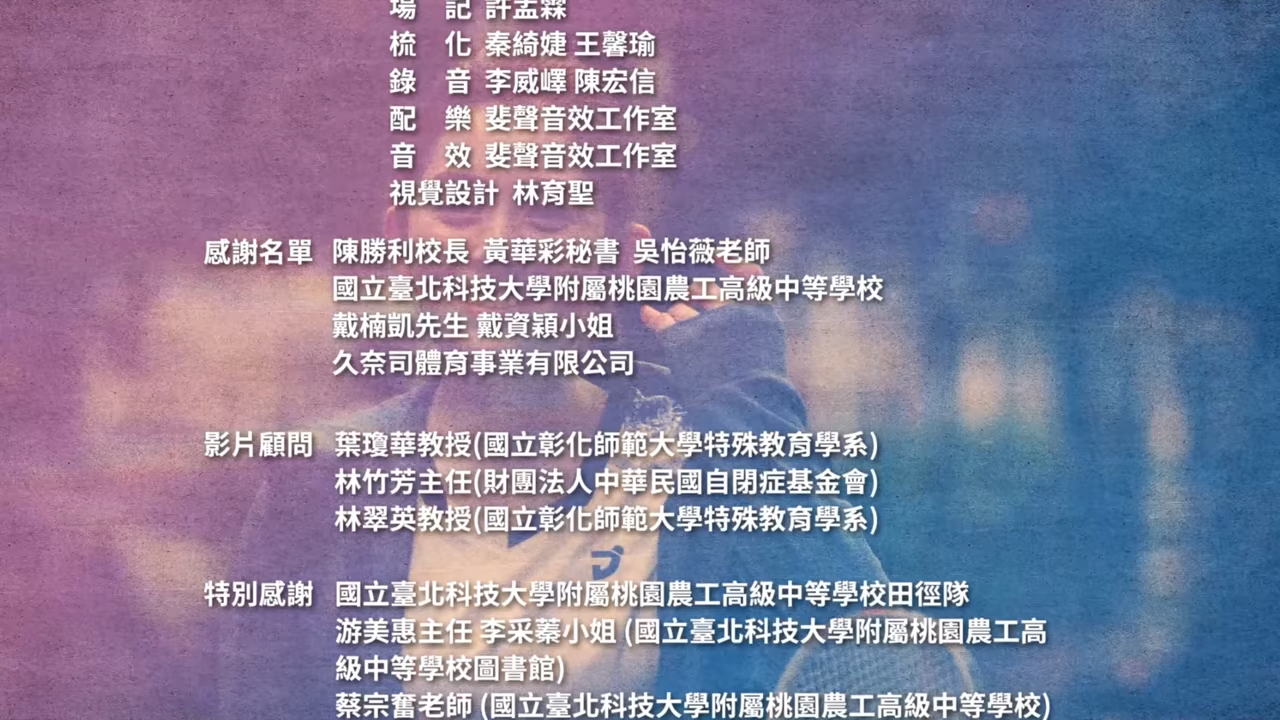 場 記 許孟霖
梳 化 秦綺婕 王馨瑜
錄 音 李威嶧 陳宏信
配 樂 斐聲音效工作室
音 效 斐聲音效工作室
視覺設計 林育聖
感謝名單 陳勝利校長 黃華彩秘書 吳怡薇老師
國立臺北科技大學附屬桃園農工高級中等學校
戴楠凱先生 戴資穎小姐
久奈司體育事業有限公司
影片顧問 葉瓊華教授(國立彰化師範大學特殊教育學系)
林竹芳主任(財團法人中華民國自閉症基金會)
林翠英教授(國立彰化師範大學特殊教育學系)
特別感謝 國立臺北科技大學附屬桃園農工高級中等學校田徑隊
游美惠主任 李采蓁小姐 (國立臺北科技大學附屬桃園農工高
級中等學校圖書館)
蔡宗奮老師 (國立臺北科技大學附屬桃園農工高級中等學校)